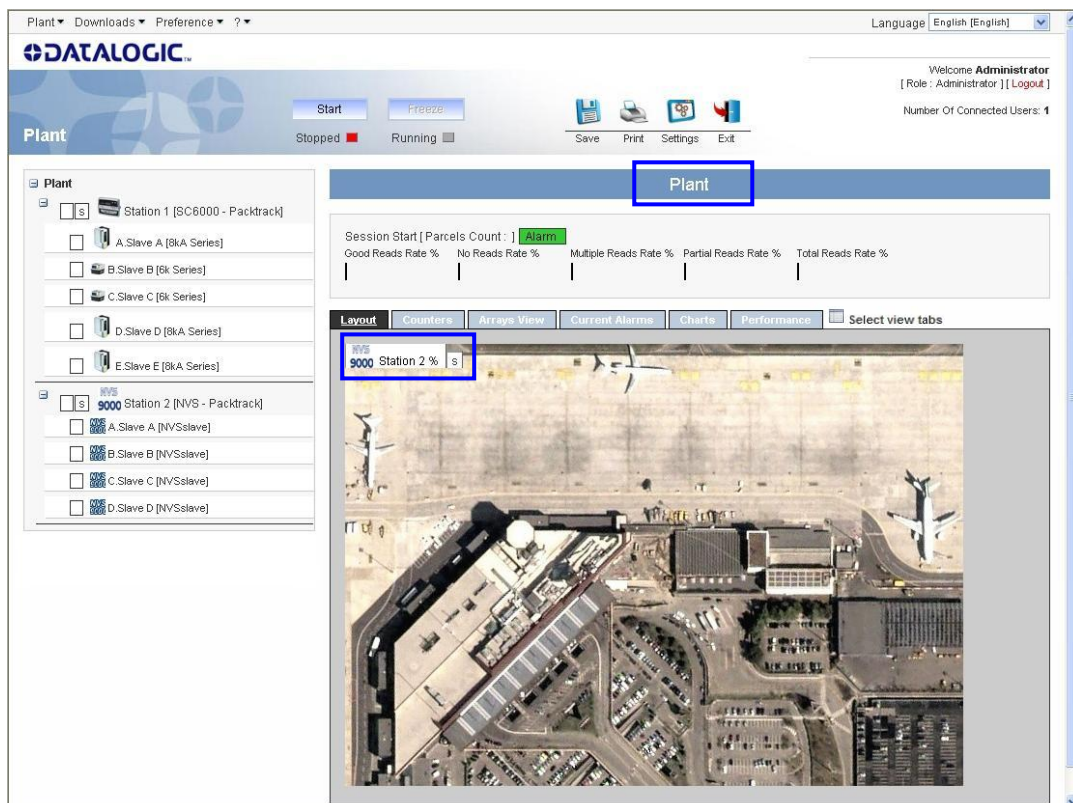 Plant Downloads Preference ?
Language English [English]
DATALOGIC™
Welcome Administrator
[ Role : Administrator ] [ Logout ]
Number Of Connected Users: 1
Plant
Start Freeze
Stopped Running
Save Print Settings Exit
Plant
S Station 1 [SC6000 - Packtrack]
A.Slave A [8kA Series]
B.Slave B [6k Series]
C.Slave C [6k Series]
D.Slave D [8kA Series]
E.Slave E [8kA Series]
NVS
S 9000 Station 2 [NVS - Packtrack]
A.Slave A [NVSslave]
B.Slave B [NVSslave]
C.Slave C [NVSslave]
D.Slave D [NVSslave]
Plant
Session Start [ Parcels Count : ] Alarm
Good Reads Rate % No Reads Rate % Multiple Reads Rate % Partial Reads Rate % Total Reads Rate %
Layout Counters Arrays View Current Alarms Charts Performance Select view tabs
NVS
9000 Station 2 % S